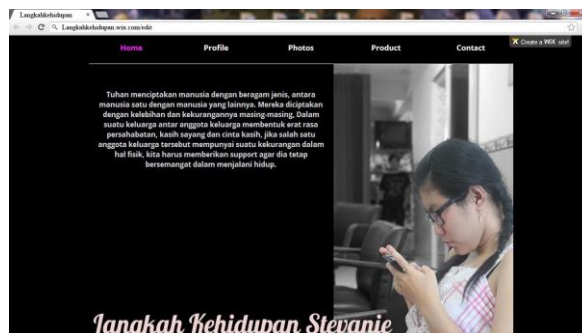 Langkahkehidupan
Langkahkehidupan.wix.com/edit
Home Profile Photos Product Contact
Create a WIX site!
Tuhan menciptakan manusia dengan beragam jenis, antara
manusia satu dengan manusia yang lainnya. Mereka diciptakan
dengan kelebihan dan kekurangannya masing-masing. Dalam
suatu keluarga antar anggota keluarga membentuk erat rasa
persahabatan, kasih sayang dan cinta kasih, jika salah satu
anggota keluarga tersebut mempunyai suatu kekurangan dalam
hal fisik, kita harus memberikan support agar dia tetap
bersemangat dalam menjalani hidup.
Langkah Kehidupan Stevanie